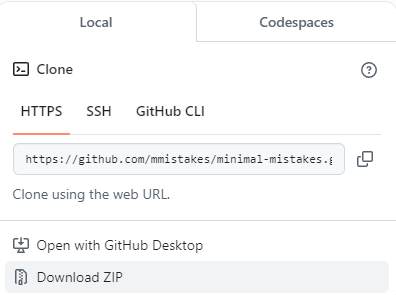 Local
Codespaces
Clone
HTTPS
SSH
GitHub CLI
https://github.com/mmistakes/minimal-mistakes.g
Clone using the web URL.
Open with GitHub Desktop
Download ZIP